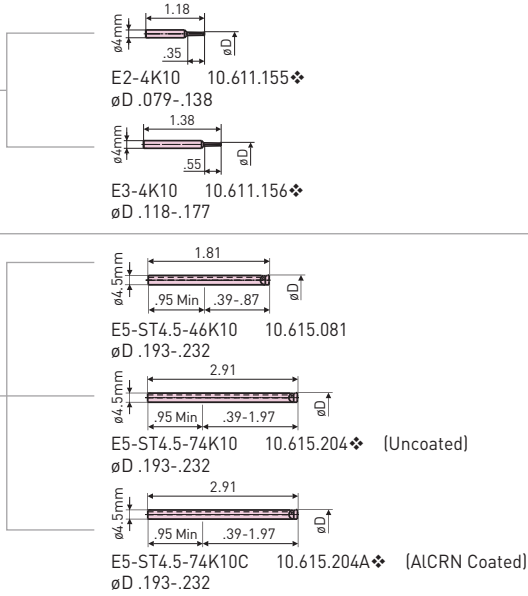 1.18
ø4mm
øD
.35
E2-4K10 10.611.155❖
øD .079-.138
1.38
ø4mm
øD
.55
E3-4K10 10.611.156❖
øD .118-.177
1.81
ø4.5mm
øD
.95 Min .39-.87
E5-ST4.5-46K10 10.615.081
øD .193-.232
2.91
ø4.5mm
øD
.95 Min .39-1.97
E5-ST4.5-74K10 10.615.204❖ (Uncoated)
øD .193-.232
2.91
ø4.5mm
øD
.95 Min .39-1.97
E5-ST4.5-74K10C 10.615.204A❖ (AlCRN Coated)
øD .193-.232